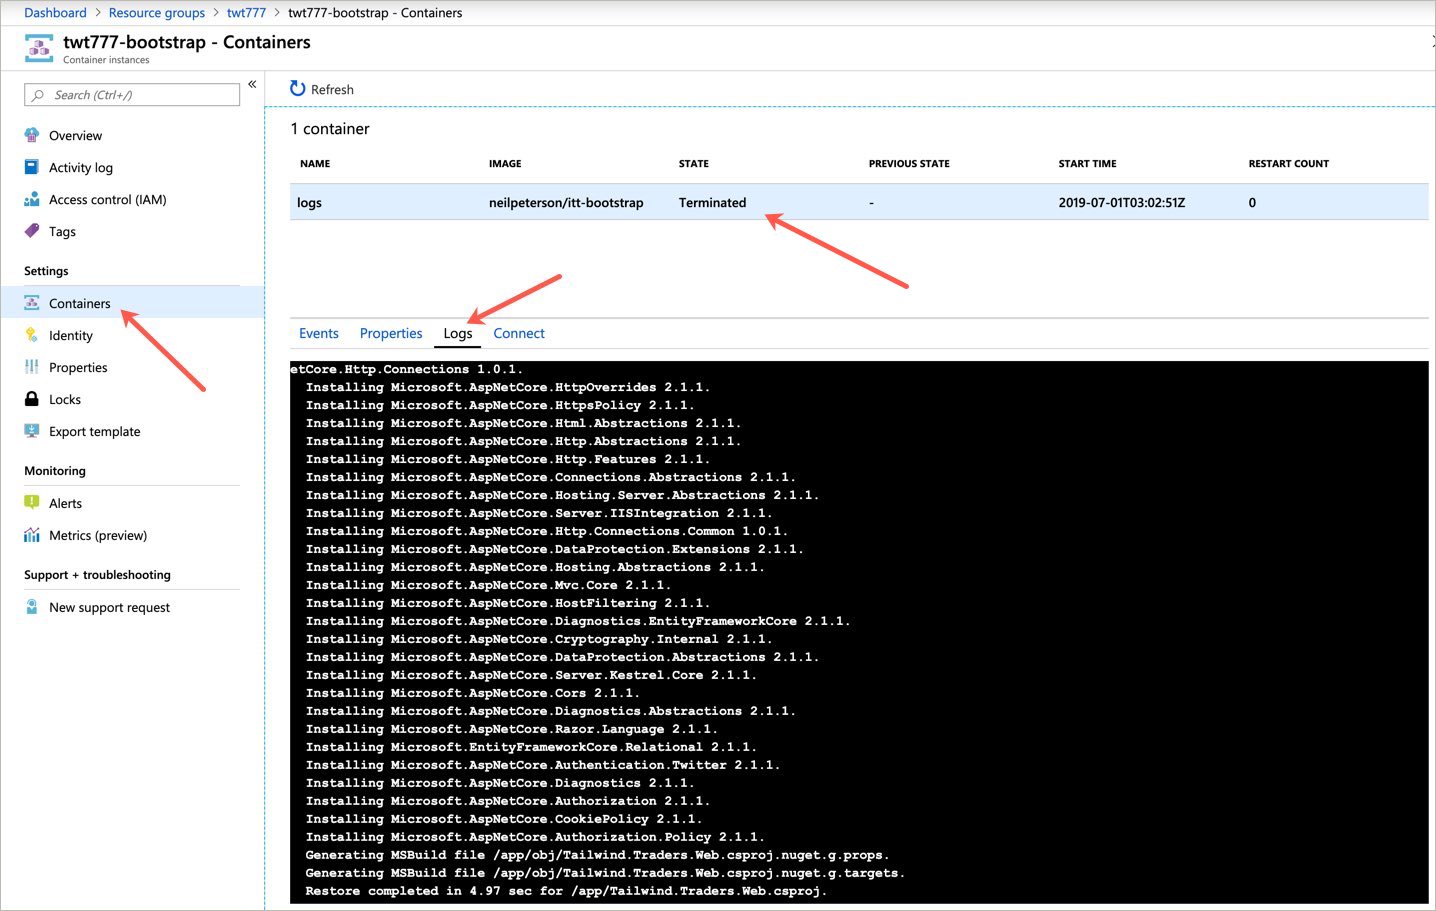 Dashboard > Resource groups > twt777 > twt777-bootstrap - Containers
twt777-bootstrap - Containers
Container instances
Search (Ctrl+/)
«
Overview
Activity log
Access control (IAM)
Tags
Settings
Containers
Identity
Properties
Locks
Export template
Monitoring
Alerts
Metrics (preview)
Support + troubleshooting
New support request
Refresh
1 container
NAME IMAGE STATE PREVIOUS STATE START TIME RESTART COUNT
logs neilpeterson/itt-bootstrap Terminated - 2019-07-01T03:02:51Z 0
Events Properties Logs Connect
etCore.Http.Connections 1.0.1.
Installing Microsoft.AspNetCore.HttpOverrides 2.1.1.
Installing Microsoft.AspNetCore.HttpsPolicy 2.1.1.
Installing Microsoft.AspNetCore.Html.Abstractions 2.1.1.
Installing Microsoft.AspNetCore.Http.Abstractions 2.1.1.
Installing Microsoft.AspNetCore.Http.Features 2.1.1.
Installing Microsoft.AspNetCore.Connections.Abstractions 2.1.1.
Installing Microsoft.AspNetCore.Hosting.Server.Abstractions 2.1.1.
Installing Microsoft.AspNetCore.Server.IISIntegration 2.1.1.
Installing Microsoft.AspNetCore.Http.Connections.Common 1.0.1.
Installing Microsoft.AspNetCore.DataProtection.Extensions 2.1.1.
Installing Microsoft.AspNetCore.Hosting.Abstractions 2.1.1.
Installing Microsoft.AspNetCore.Mvc.Core 2.1.1.
Installing Microsoft.AspNetCore.HostFiltering 2.1.1.
Installing Microsoft.AspNetCore.Diagnostics.EntityFrameworkCore 2.1.1.
Installing Microsoft.AspNetCore.Cryptography.Internal 2.1.1.
Installing Microsoft.AspNetCore.DataProtection.Abstractions 2.1.1.
Installing Microsoft.AspNetCore.Server.Kestrel.Core 2.1.1.
Installing Microsoft.AspNetCore.Cors 2.1.1.
Installing Microsoft.AspNetCore.Diagnostics.Abstractions 2.1.1.
Installing Microsoft.AspNetCore.Razor.Language 2.1.1.
Installing Microsoft.EntityFrameworkCore.Relational 2.1.1.
Installing Microsoft.AspNetCore.Authentication.Twitter 2.1.1.
Installing Microsoft.AspNetCore.Diagnostics 2.1.1.
Installing Microsoft.AspNetCore.Authorization 2.1.1.
Installing Microsoft.AspNetCore.CookiePolicy 2.1.1.
Installing Microsoft.AspNetCore.Authorization.Policy 2.1.1.
Generating MSBuild file /app/obj/Tailwind.Traders.Web.csproj.nuget.g.props.
Generating MSBuild file /app/obj/Tailwind.Traders.Web.csproj.nuget.g.targets.
Restore completed in 4.97 sec for /app/Tailwind.Traders.Web.csproj.